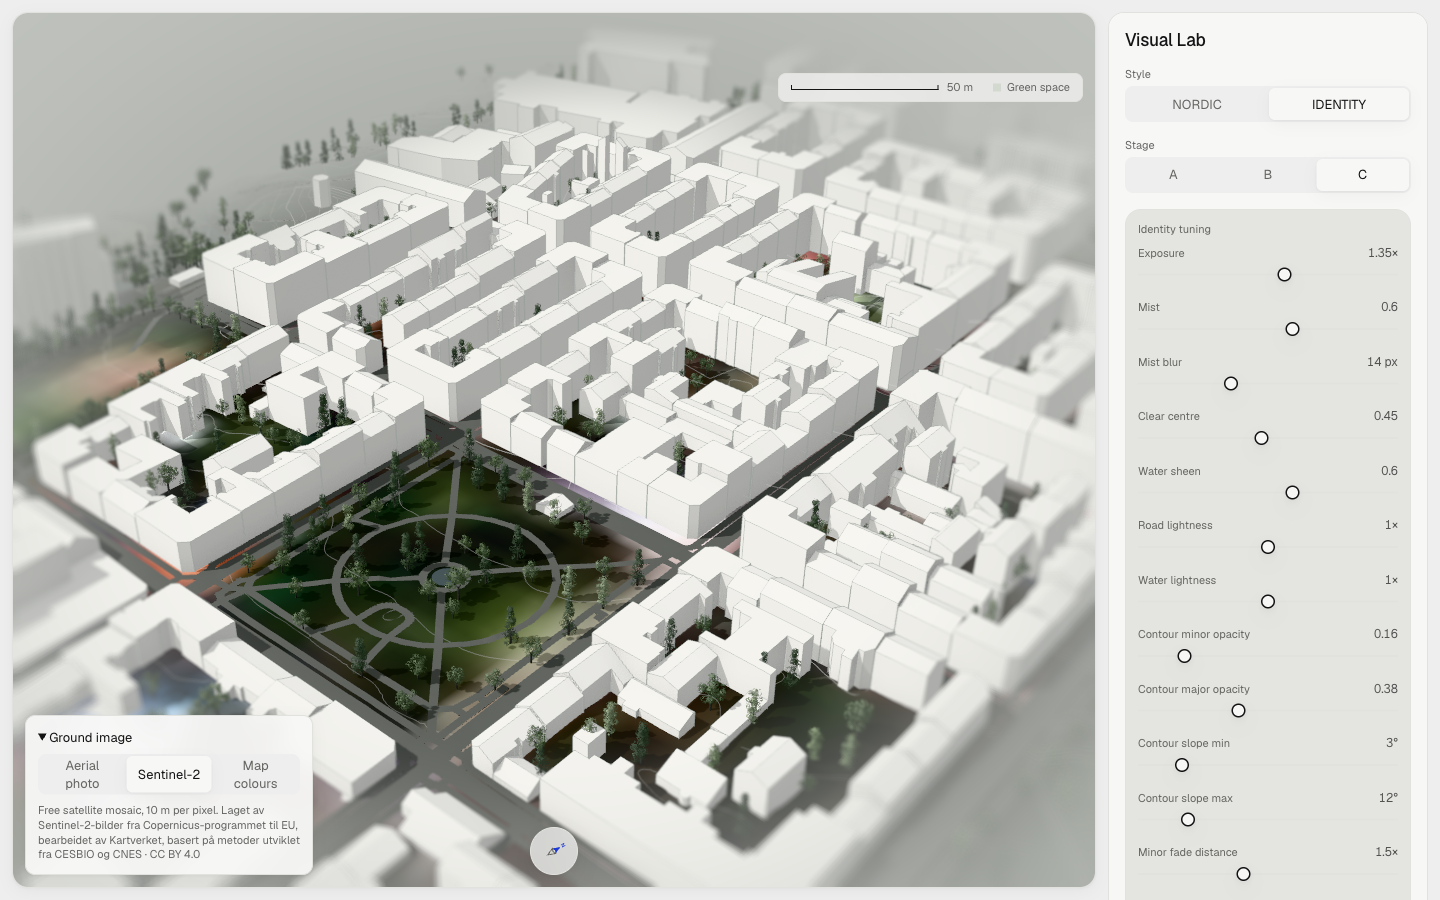 50 m
Green space
Ground image
Aerial photo
Sentinel-2
Map colours
Free satellite mosaic, 10 m per pixel. Laget av
Sentinel-2-bilder fra Copernicus-programmet til EU,
bearbeidet av Kartverket, basert på metoder utviklet
fra CESBIO og CNES · CC BY 4.0
Visual Lab
Style
NORDIC
IDENTITY
Stage
A
B
C
Identity tuning
Exposure 1.35×
Mist 0.6
Mist blur 14 px
Clear centre 0.45
Water sheen 0.6
Road lightness 1×
Water lightness 1×
Contour minor opacity 0.16
Contour major opacity 0.38
Contour slope min 3°
Contour slope max 12°
Minor fade distance 1.5×